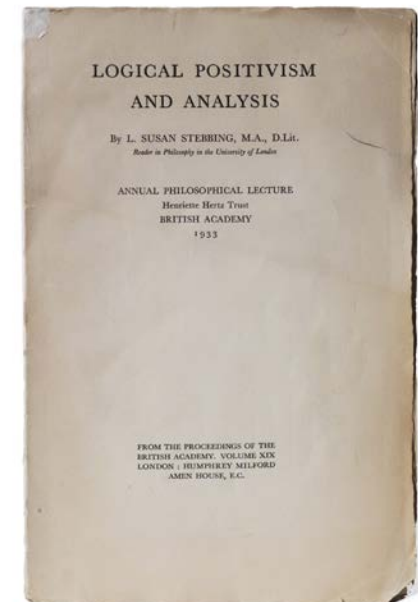 LOGICAL POSITIVISM
AND ANALYSIS
By L. SUSAN STEBBING, M.A., D.Lit.
Reader in Philosophy in the University of London
ANNUAL PHILOSOPHICAL LECTURE
Henriette Hertz Trust
BRITISH ACADEMY
1933
FROM THE PROCEEDINGS OF THE
BRITISH ACADEMY. VOLUME XIX
LONDON : HUMPHREY MILFORD
AMEN HOUSE, E.C.